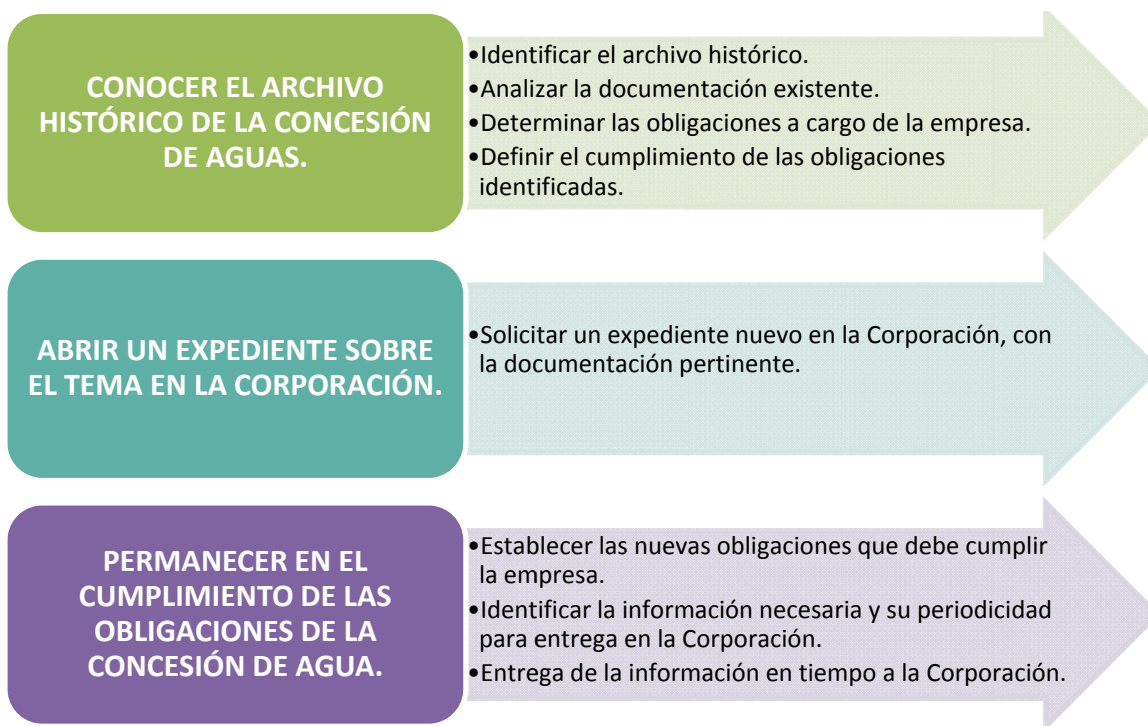 CONOCER EL ARCHIVO
HISTÓRICO DE LA CONCESIÓN
DE AGUAS.
•Identificar el archivo histórico.
•Analizar la documentación existente.
•Determinar las obligaciones a cargo de la empresa.
•Definir el cumplimiento de las obligaciones
identificadas.
ABRIR UN EXPEDIENTE SOBRE
EL TEMA EN LA CORPORACIÓN.
•Solicitar un expediente nuevo en la Corporación, con
la documentación pertinente.
PERMANECER EN EL
CUMPLIMIENTO DE LAS
OBLIGACIONES DE LA
CONCESIÓN DE AGUA.
•Establecer las nuevas obligaciones que debe cumplir
la empresa.
•Identificar la información necesaria y su periodicidad
para entrega en la Corporación.
•Entrega de la información en tiempo a la Corporación.